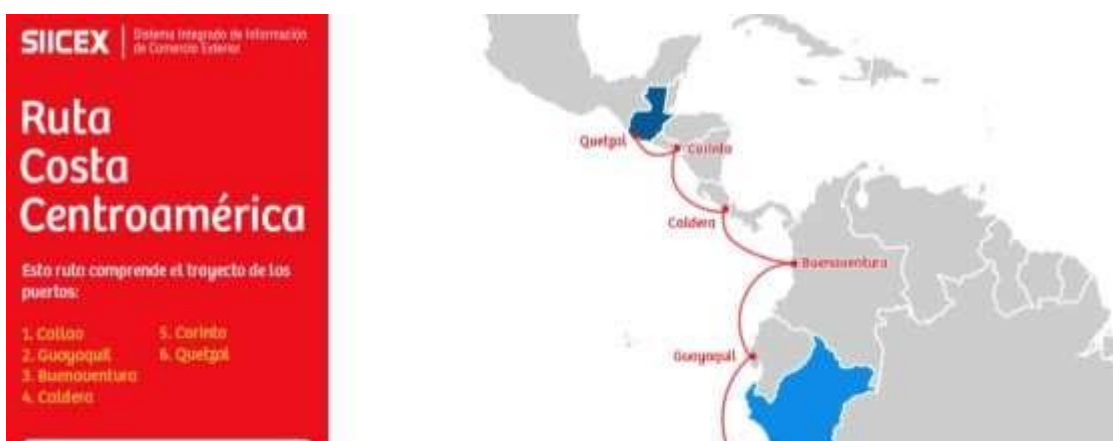 SIICEX
Sistema Integrado de Información
de Comercio Exterior
Ruta
Costa
Centroamérica
Esta ruta comprende el trayecto de los
puertos:
1. Callao
2. Guayaquil
3. Buenaventura
4. Caldera
5. Corinto
6. Quetzal
Quetzal
Corinto
Caldera
Buenaventura
Guayaquil